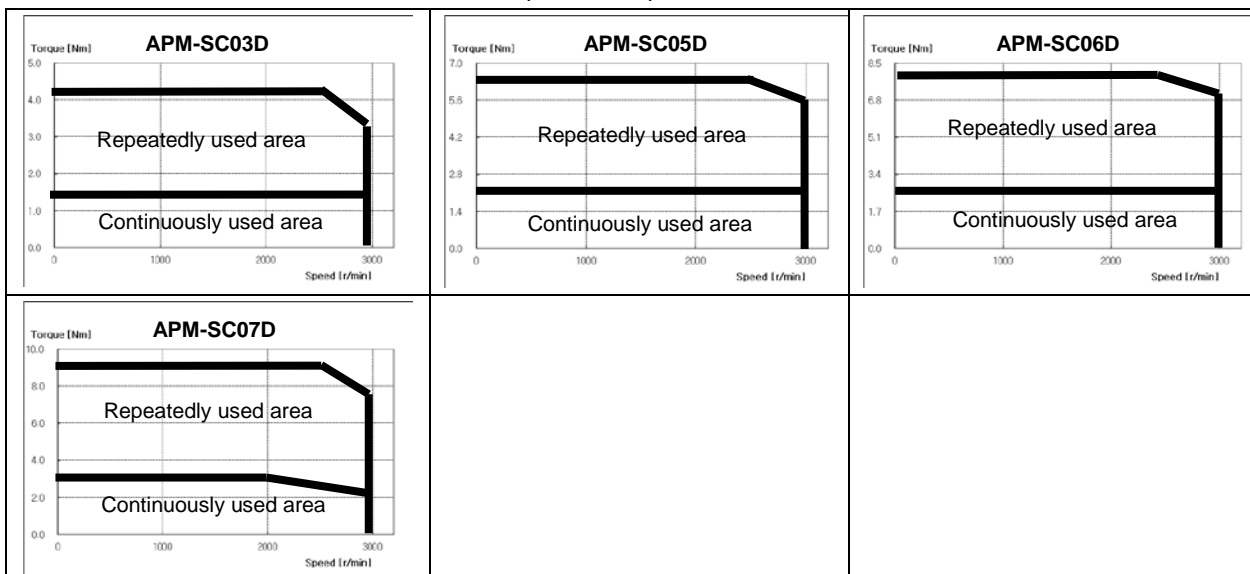 APM-SC03D
Torque [Nm]
5.0
4.0
3.0
2.0
1.0
0.0
Repeatedly used area
Continuously used area
0 1000 2000 3000
Speed [r/min]
APM-SC05D
Torque [Nm]
7.0
5.6
4.2
2.8
1.4
0.0
Repeatedly used area
Continuously used area
0 1000 2000 3000
Speed [r/min]
APM-SC06D
Torque [Nm]
8.5
6.8
5.1
3.4
1.7
0.0
Repeatedly used area
Continuously used area
0 1000 2000 3000
Speed [r/min]
APM-SC07D
Torque [Nm]
10.0
8.0
6.0
4.0
2.0
0.0
Repeatedly used area
Continuously used area
0 1000 2000 3000
Speed [r/min]